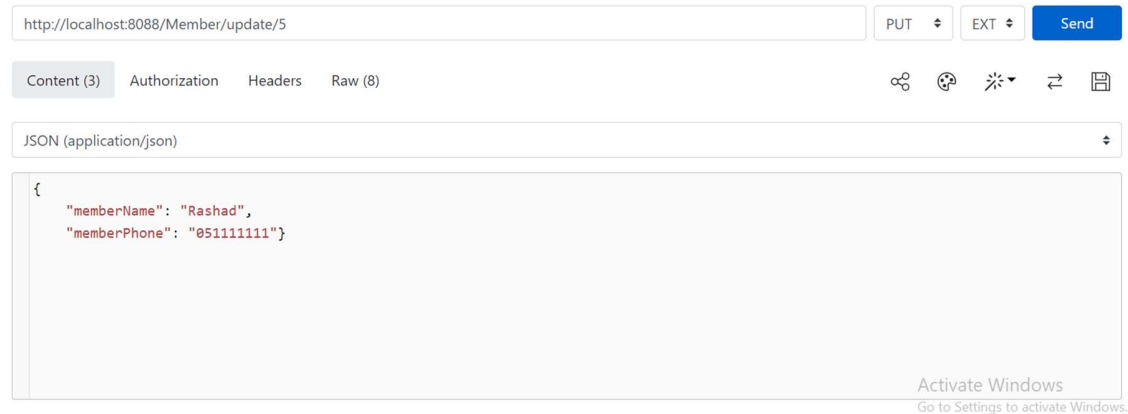 http://localhost:8088/Member/update/5 PUT EXT Send
Content (3) Authorization Headers Raw (8)
JSON (application/json)
{
"memberName": "Rashad",
"memberPhone": "051111111"}
Activate Windows
Go to Settings to activate Windows.